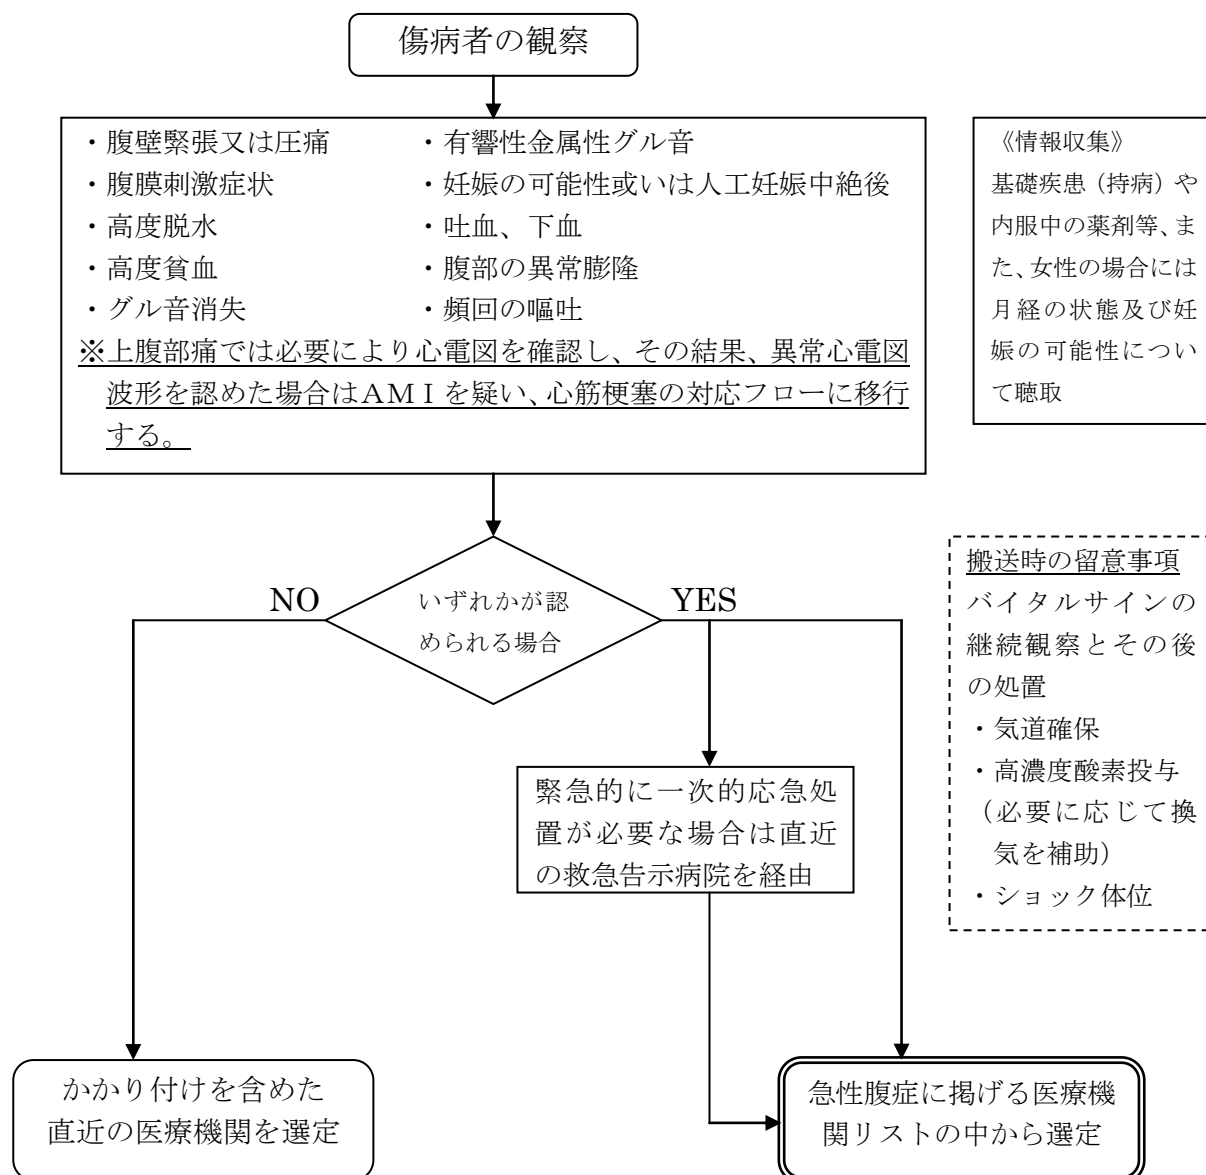 傷病者の観察
・腹壁緊張又は圧痛　・有響性金属性グル音
・腹膜刺激症状　・妊娠の可能性或いは人工妊娠中絶後
・高度脱水　・吐血、下血
・高度貧血　・腹部の異常膨隆
・グル音消失　・頻回の嘔吐
※上腹部痛では必要により心電図を確認し、その結果、異常心電図
波形を認めた場合はＡＭＩを疑い、心筋梗塞の対応フローに移行
する。
《情報収集》
基礎疾患（持病）や
内服中の薬剤等、ま
た、女性の場合には
月経の状態及び妊
娠の可能性につい
て聴取
NO
いずれかが認
められる場合
YES
搬送時の留意事項
バイタルサインの
継続観察とその後
の処置
・気道確保
・高濃度酸素投与
（必要に応じて換
気を補助）
・ショック体位
緊急的に一次的応急処
置が必要な場合は直近
の救急告示病院を経由
かかり付けを含めた
直近の医療機関を選定
急性腹症に掲げる医療機
関リストの中から選定